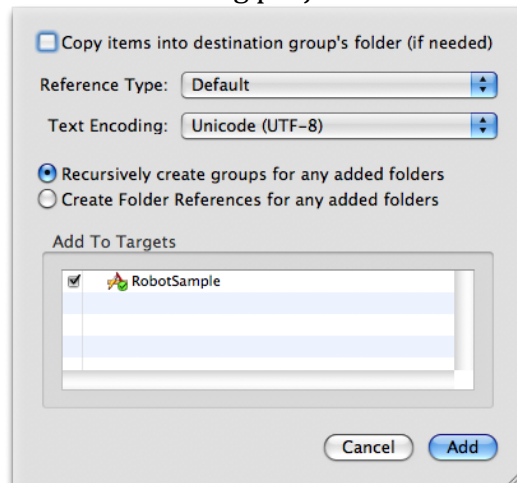 Copy items into destination group's folder (if needed)
Reference Type: Default
Text Encoding: Unicode (UTF-8)
Recursively create groups for any added folders
Create Folder References for any added folders
Add To Targets
RobotSample
Cancel Add